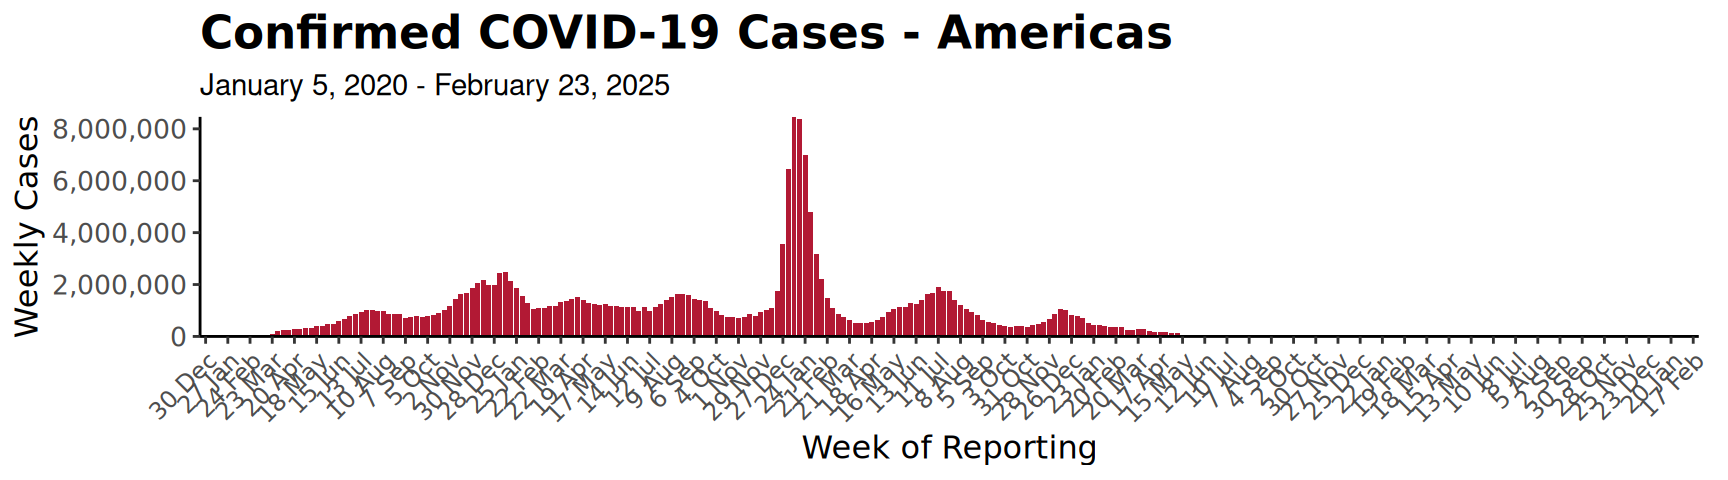 Confirmed COVID-19 Cases - Americas
January 5, 2020 - February 23, 2025
Weekly Cases
8,000,000
6,000,000
4,000,000
2,000,000
0
30 Dec
27 Jan
24 Feb
23 Mar
20 Apr
18 May
15 Jun
13 Jul
10 Aug
7 Sep
5 Oct
2 Nov
30 Nov
28 Dec
25 Jan
22 Feb
22 Mar
19 Apr
17 May
14 Jun
12 Jul
9 Aug
6 Sep
4 Oct
1 Nov
29 Nov
27 Dec
24 Jan
21 Feb
21 Mar
18 Apr
16 May
13 Jun
11 Jul
8 Aug
5 Sep
3 Oct
31 Oct
28 Nov
26 Dec
23 Jan
20 Feb
20 Mar
17 Apr
15 May
12 Jun
10 Jul
7 Aug
4 Sep
2 Oct
30 Oct
27 Nov
25 Dec
22 Jan
19 Feb
18 Mar
15 Apr
13 May
10 Jun
8 Jul
5 Aug
2 Sep
30 Sep
28 Oct
25 Nov
23 Dec
20 Jan
17 Feb
Week of Reporting